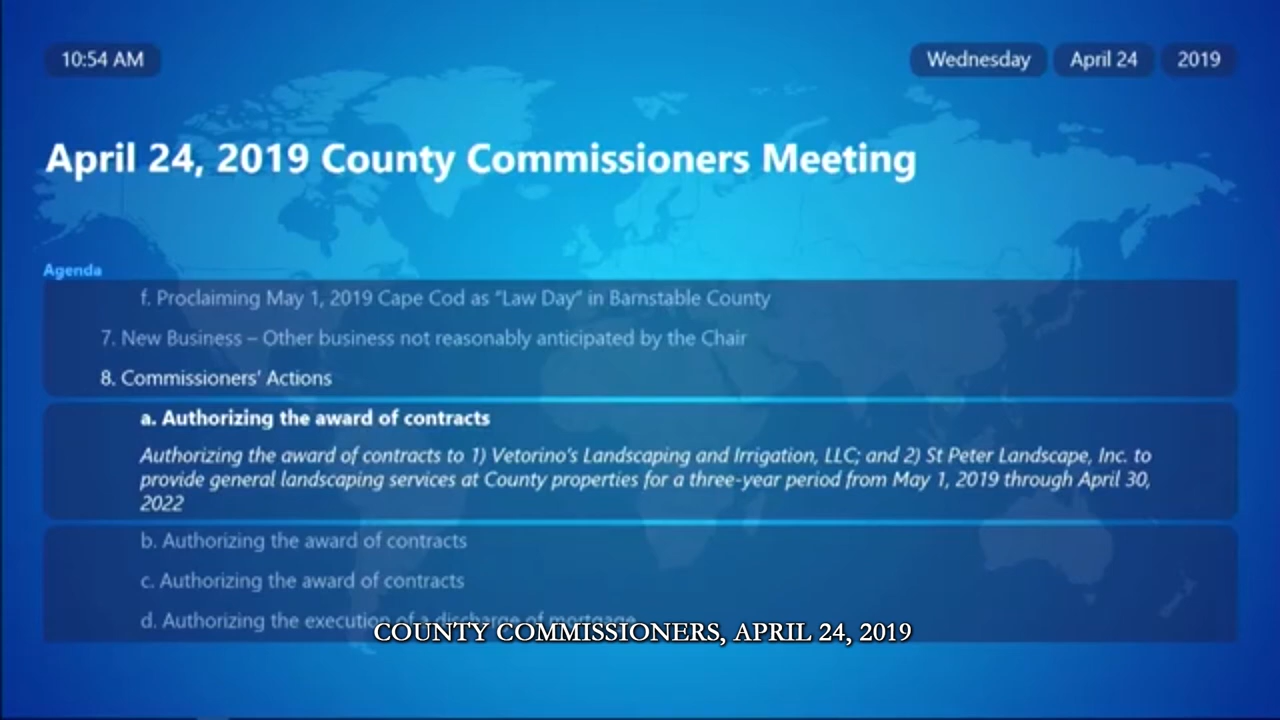 10:54 AM
Wednesday April 24 2019
April 24, 2019 County Commissioners Meeting
Agenda
f. Proclaiming May 1, 2019 Cape Cod as “Law Day” in Barnstable County
7. New Business – Other business not reasonably anticipated by the Chair
8. Commissioners’ Actions
a. Authorizing the award of contracts
Authorizing the award of contracts to 1) Vetorino’s Landscaping and Irrigation, LLC; and 2) St Peter Landscape, Inc. to
provide general landscaping services at County properties for a three-year period from May 1, 2019 through April 30,
2022
b. Authorizing the award of contracts
c. Authorizing the award of contracts
d. Authorizing the execution of a discharge of mortgage
COUNTY COMMISSIONERS, APRIL 24, 2019